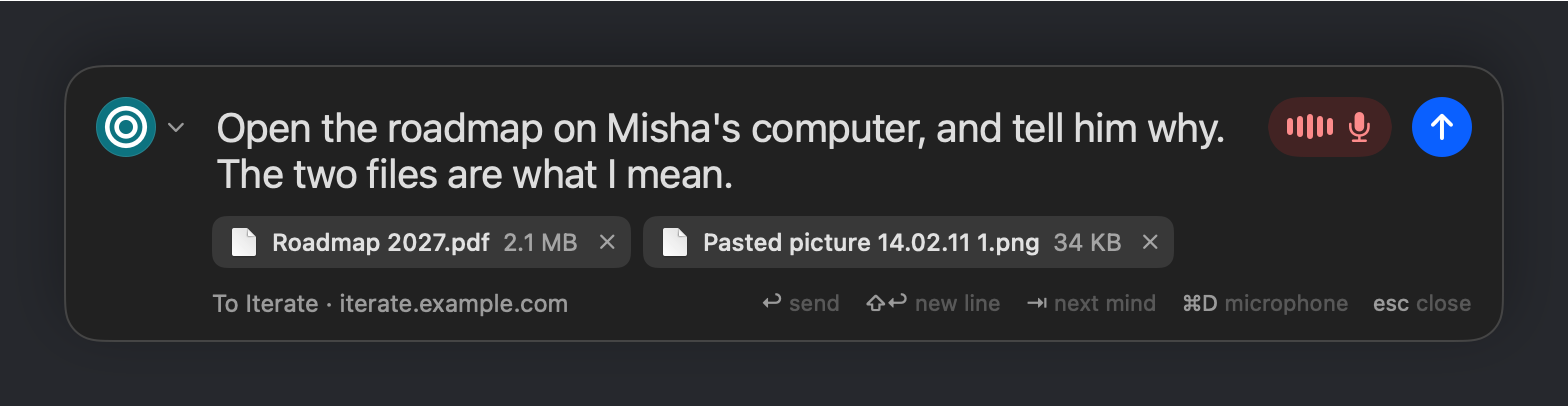 Open the roadmap on Misha's computer, and tell him why.
The two files are what I mean.
Roadmap 2027.pdf 2.1 MB × Pasted picture 14.02.11 1.png 34 KB ×
To Iterate · iterate.example.com ↩ send ⇧↩ new line ⇥ next mind ⌘D microphone esc close